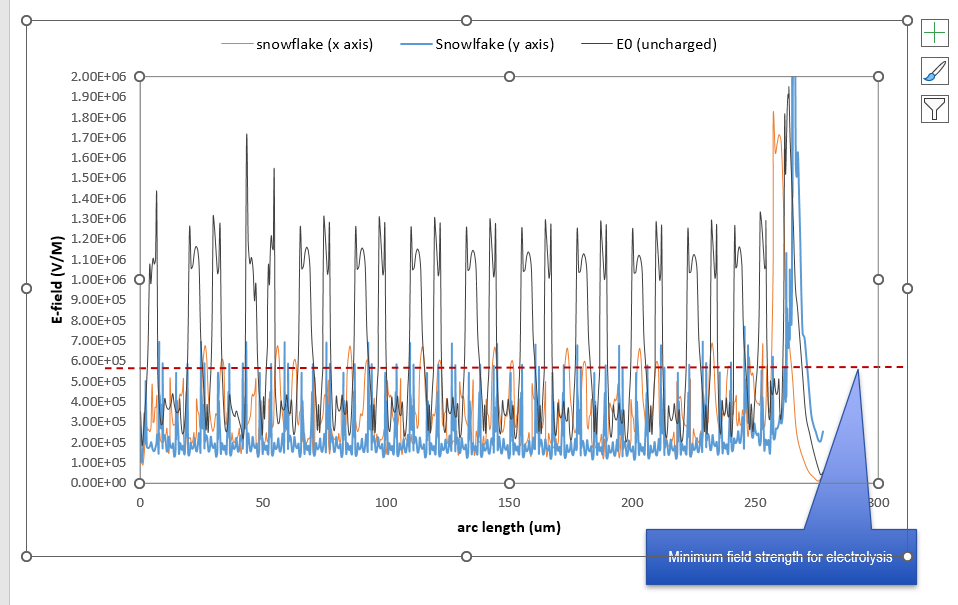 snowflake (x axis) Snowlfake (y axis) E0 (uncharged)
2.00E+06
1.90E+06
1.80E+06
1.70E+06
1.60E+06
1.50E+06
1.40E+06
1.30E+06
1.20E+06
1.10E+06
1.00E+06
9.00E+05
8.00E+05
7.00E+05
6.00E+05
5.00E+05
4.00E+05
3.00E+05
2.00E+05
1.00E+05
0.00E+00
E-field (V/M)
0 50 100 150 200 250 300
arc length (um)
Minimum field strength for electrolysis